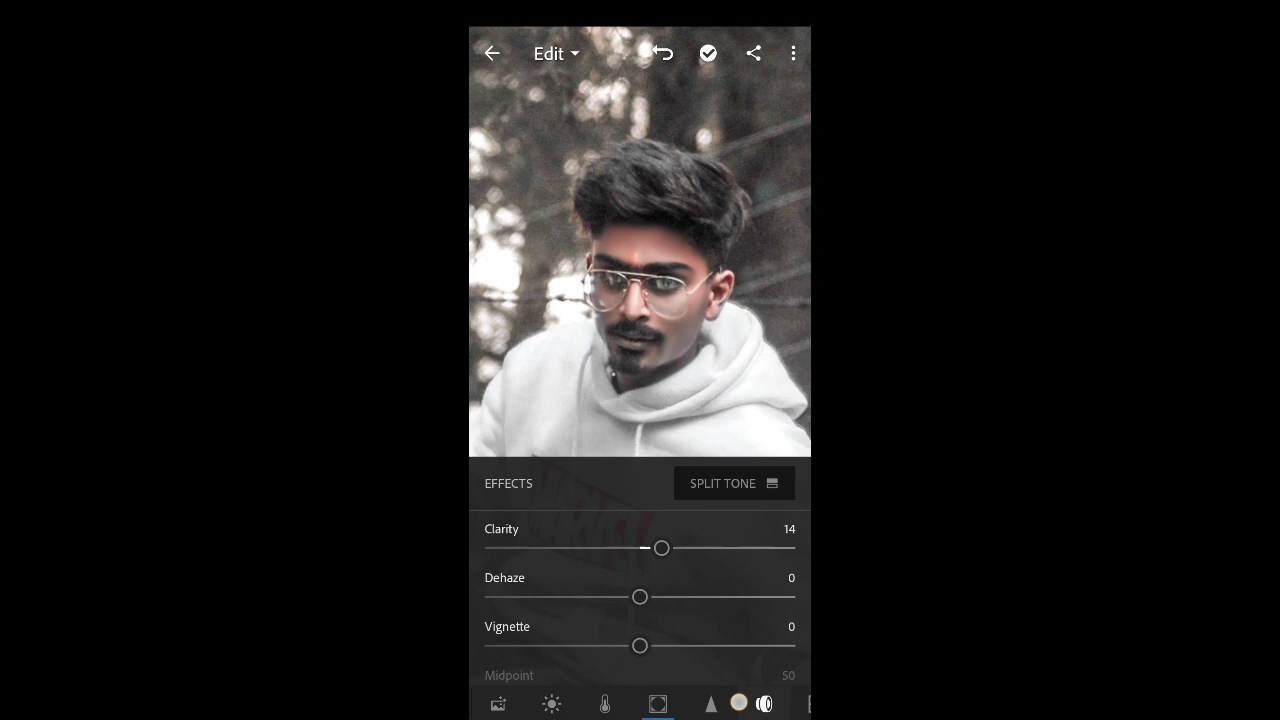 Edit
EFFECTS
SPLIT TONE
Clarity 14
Dehaze 0
Vignette 0
Midpoint 50